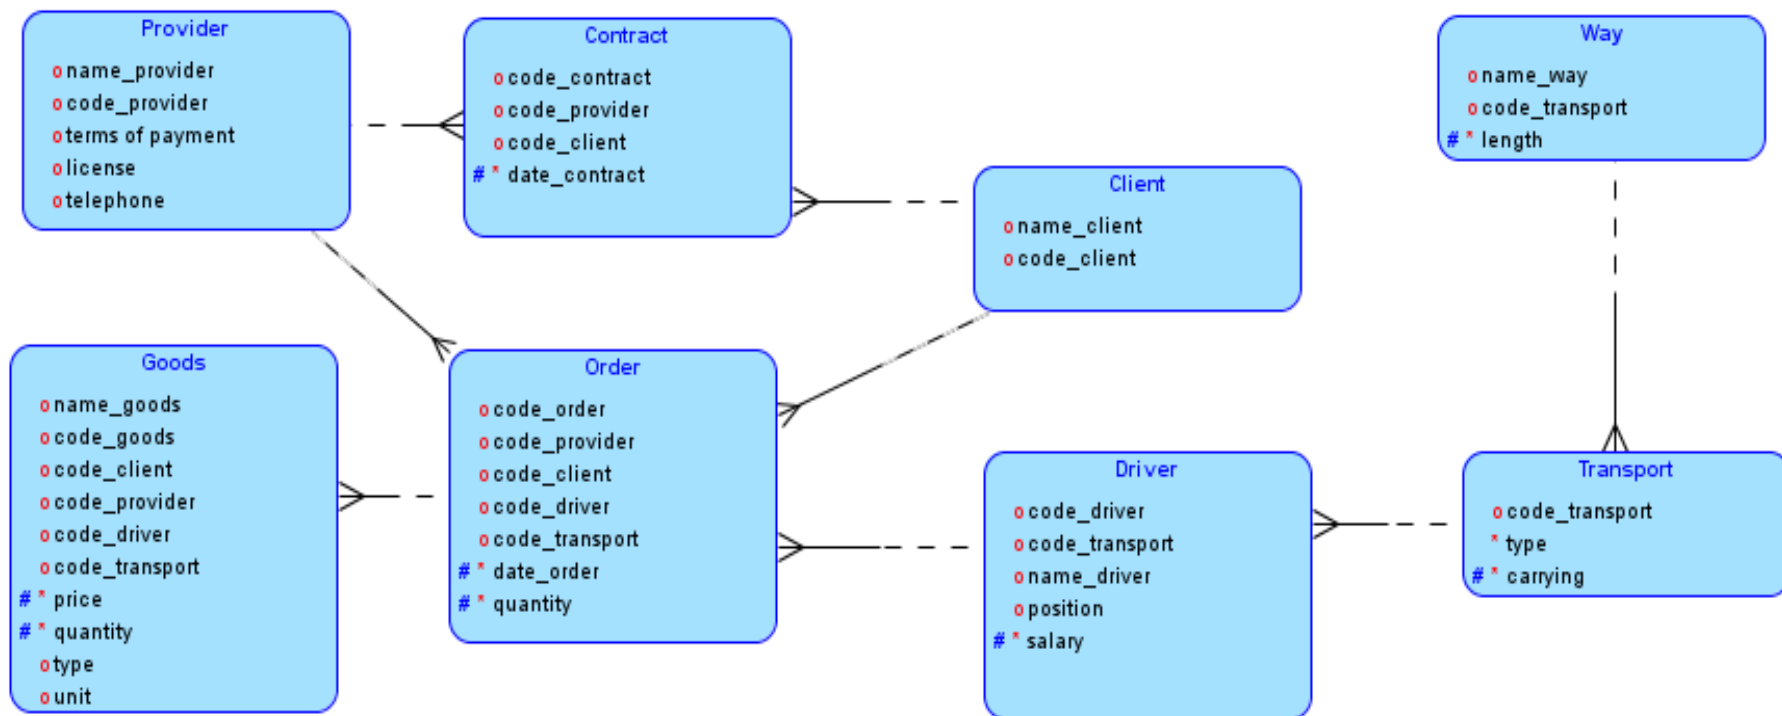 Provider
o name_provider
o code_provider
o terms of payment
o license
o telephone
Contract
o code_contract
o code_provider
o code_client
# * date_contract
Way
o name_way
o code_transport
# * length
Client
o name_client
o code_client
Goods
o name_goods
o code_goods
o code_client
o code_provider
o code_driver
o code_transport
# * price
# * quantity
o type
o unit
Order
o code_order
o code_provider
o code_client
o code_driver
o code_transport
# * date_order
# * quantity
Driver
o code_driver
o code_transport
o name_driver
o position
# * salary
Transport
o code_transport
* type
# * carrying